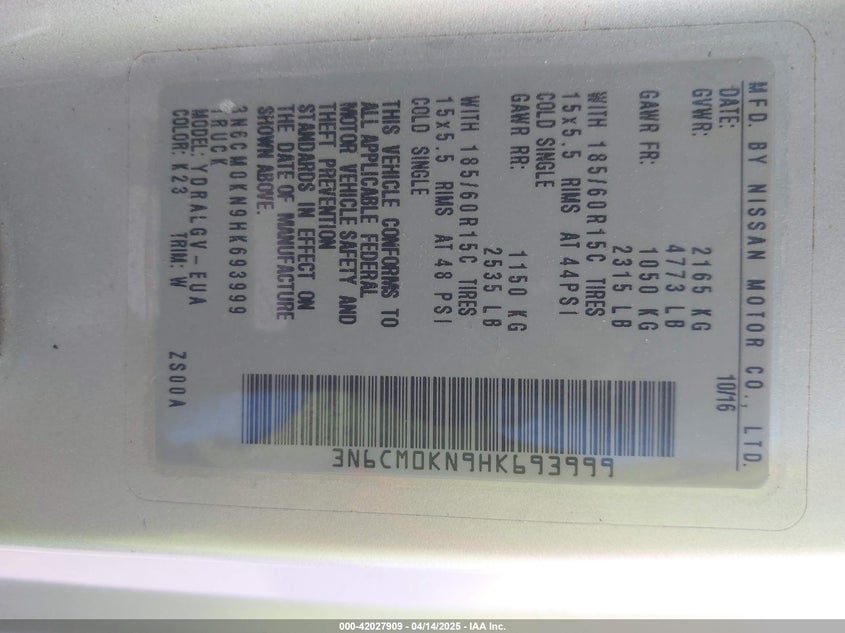 MFD. BY NISSAN MOTOR CO., LTD.
DATE: 10/16
GVWR: 2165 KG
4773 LB
GAWR FR: 1050 KG
2315 LB
WITH 185/60R15C TIRES
15x5.5 RIMS AT 44PSI
COLD SINGLE
GAWR RR: 1150 KG
2535 LB
WITH 185/60R15C TIRES
15x5.5 RIMS AT 48 PSI
COLD SINGLE
THIS VEHICLE CONFORMS TO
ALL APPLICABLE FEDERAL
MOTOR VEHICLE SAFETY AND
THEFT PREVENTION
STANDARDS IN EFFECT ON
THE DATE OF MANUFACTURE
SHOWN ABOVE.
3N6CM0KN9HK693999
TRUCK
MODEL: YDRALGV-EUA
COLOR: K23 TRIM: W ZS00A
3N6CM0KN9HK693999
000-42027909 - 04/14/2025 - IAA Inc.